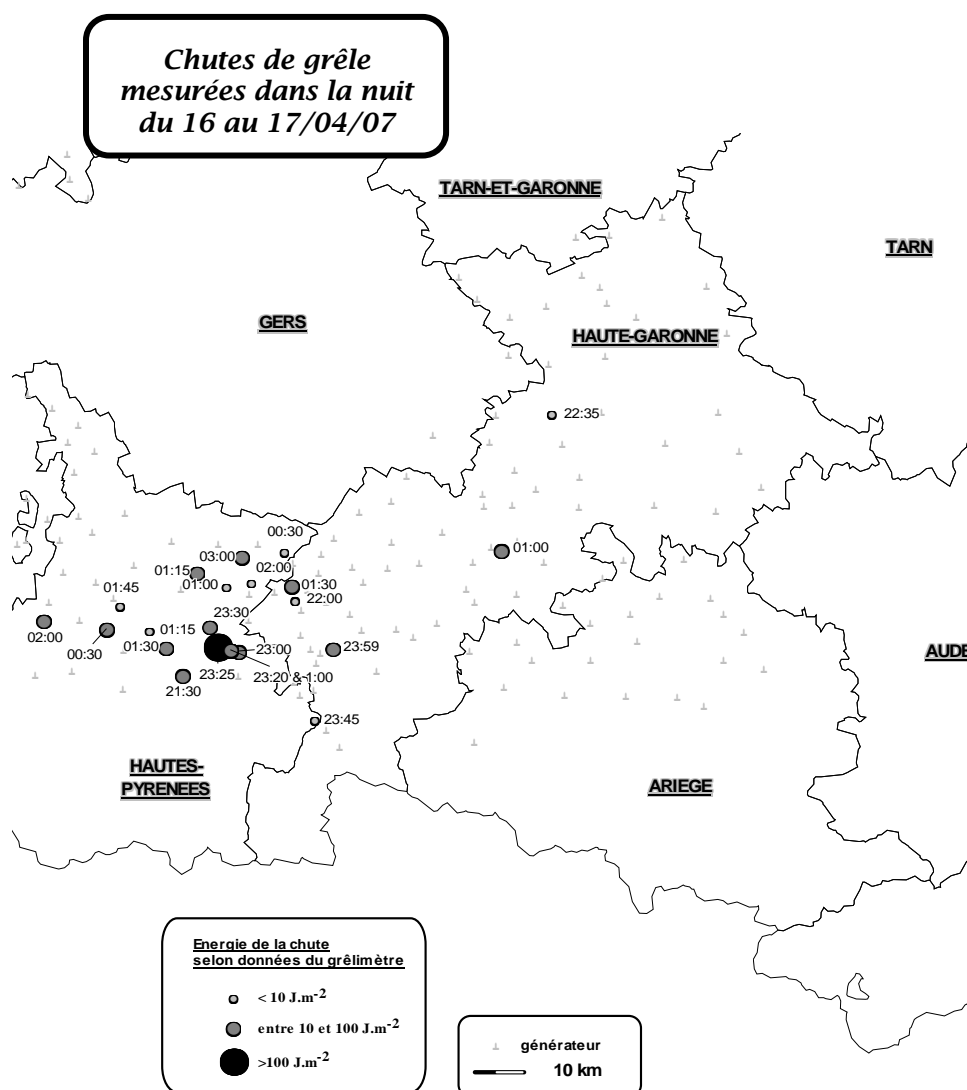 Chutes de grêle
mesurées dans la nuit
du 16 au 17/04/07
TARN-ET-GARONNE
TARN
GERS
HAUTE-GARONNE
22:35
00:30
03:00
02:00
01:00
01:15
01:00
01:30
01:45
22:00
23:30
02:00
00:30
01:15
01:30
23:00
23:59
23:25
23:20 & 1:00
21:30
AUDE
23:45
HAUTES-
PYRENEES
ARIEGE
Energie de la chute
selon données du grêlimètre
< 10 J.m-2
entre 10 et 100 J.m-2
>100 J.m-2
générateur
10 km